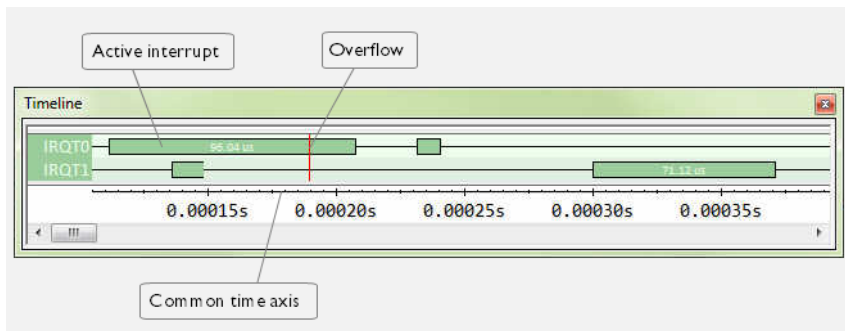 Active interrupt
Overflow
Timeline
IRQT0
96.04 us
IRQT1
71.12 us
0.00015s 0.00020s 0.00025s 0.00030s 0.00035s
Common time axis